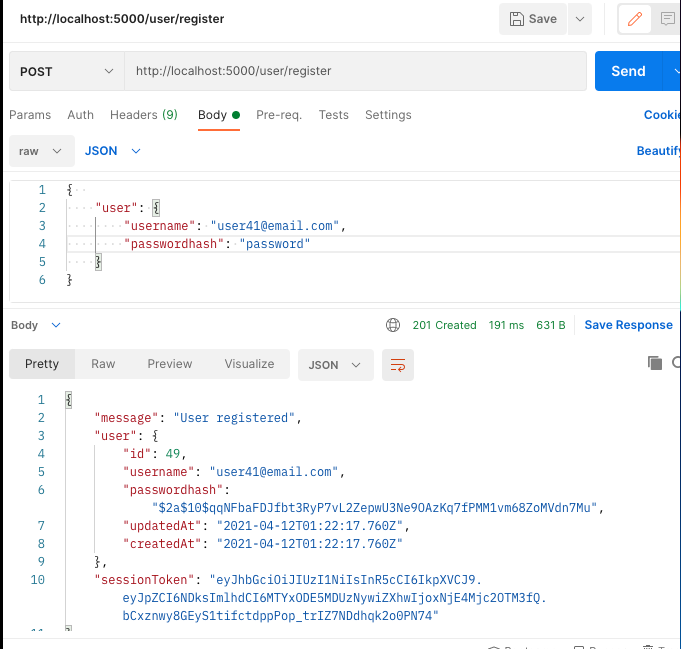 http://localhost:5000/user/register
Save
POST
http://localhost:5000/user/register
Send
Params Auth Headers (9) Body Pre-req. Tests Settings Cookie
raw JSON Beautify
1 {
2 "user": {
3 "username": "user41@email.com",
4 "passwordhash": "password"
5 }
6 }
Body 201 Created 191 ms 631 B Save Response
Pretty Raw Preview Visualize JSON
1 {
2 "message": "User registered",
3 "user": {
4 "id": 49,
5 "username": "user41@email.com",
6 "passwordhash":
"$2a$10$qqNFbaFDJfbt3RyP7vL2ZepwU3Ne9OAzKq7fPMM1vm68ZoMVdn7Mu",
7 "updatedAt": "2021-04-12T01:22:17.760Z",
8 "createdAt": "2021-04-12T01:22:17.760Z"
9 },
10 "sessionToken": "eyJhbGciOiJIUzI1NiIsInR5cCI6IkpXVCJ9.
eyJpZCI6NDksImlhdCI6MTYxODE5MDUzNywiZXhwIjoxNjE4Mjc2OTM3fQ.
bCxznwy8GEyS1tifctdppPop_trIZ7NDdhqk2o0PN74"
11 }